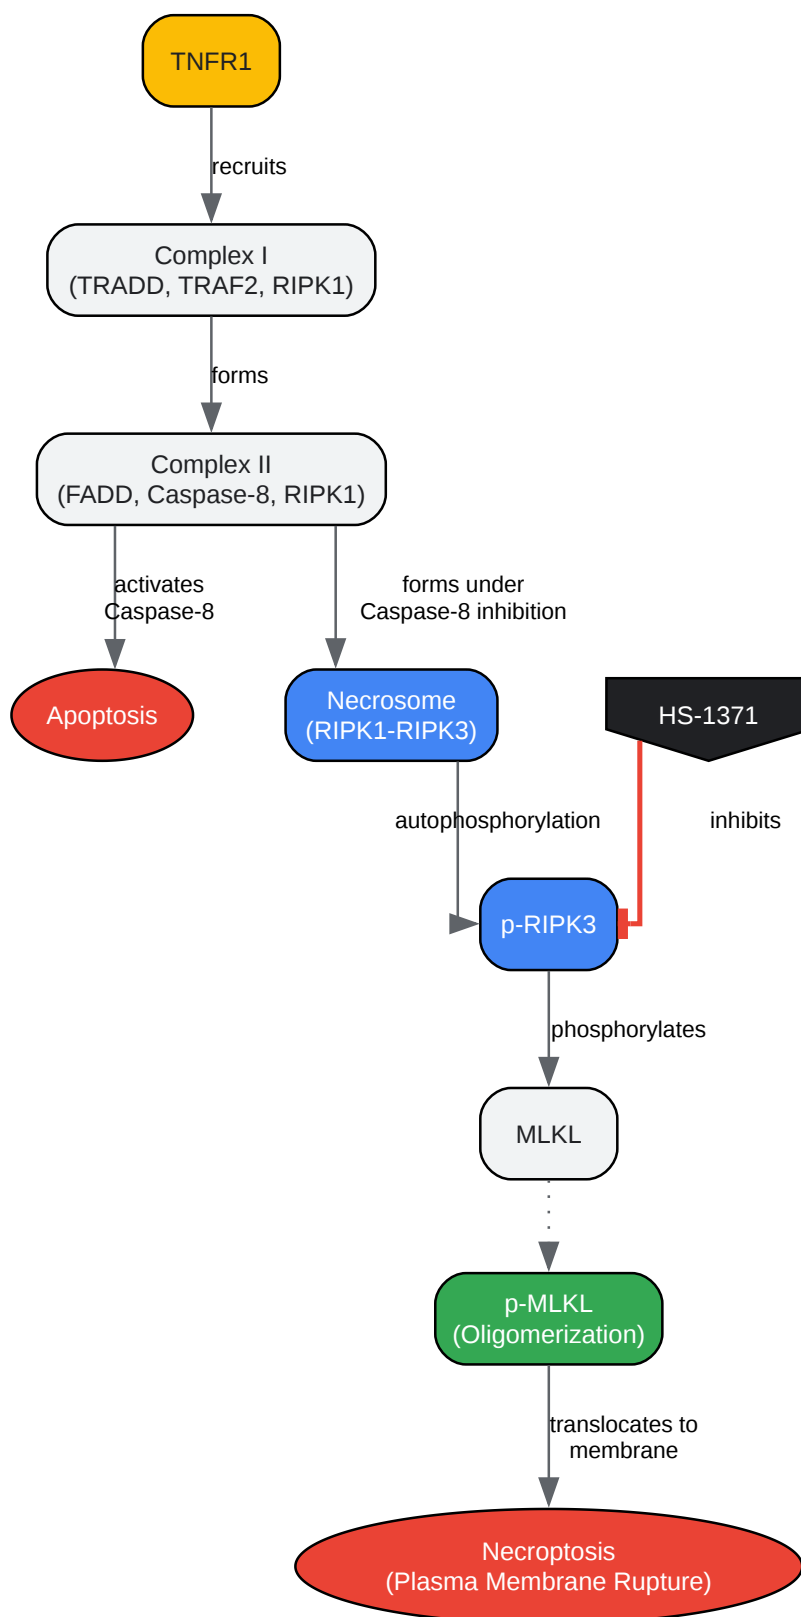 TNFR1
recruits
Complex I
(TRADD, TRAF2, RIPK1)
forms
Complex II
(FADD, Caspase-8, RIPK1)
activates
Caspase-8
forms under
Caspase-8 inhibition
Apoptosis
Necrosome
(RIPK1-RIPK3)
HS-1371
autophosphorylation
inhibits
p-RIPK3
phosphorylates
MLKL
p-MLKL
(Oligomerization)
translocates to
membrane
Necroptosis
(Plasma Membrane Rupture)